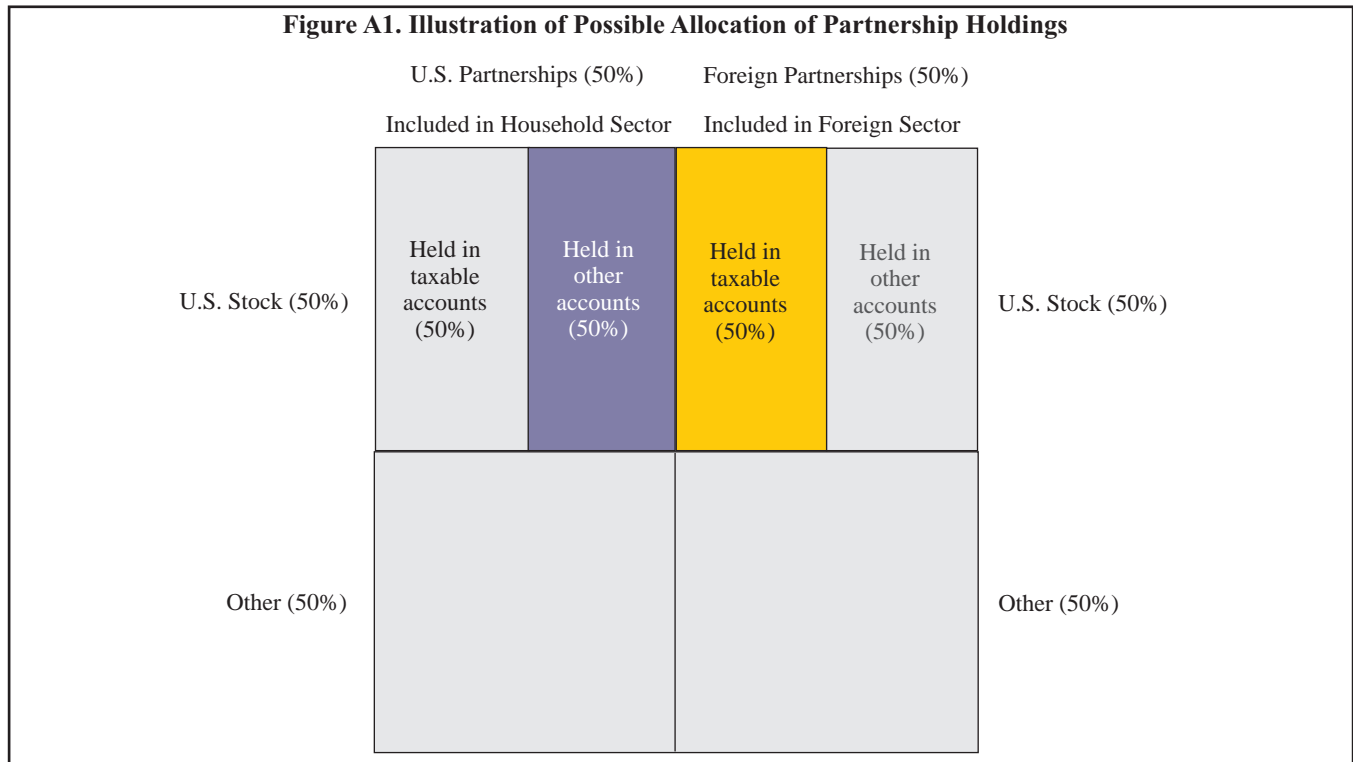 Figure A1. Illustration of Possible Allocation of Partnership Holdings
U.S. Partnerships (50%)
Foreign Partnerships (50%)
Included in Household Sector
Included in Foreign Sector
U.S. Stock (50%)
Held in
taxable
accounts
(50%)
Held in
other
accounts
(50%)
Held in
taxable
accounts
(50%)
Held in
other
accounts
(50%)
U.S. Stock (50%)
Other (50%)
Other (50%)